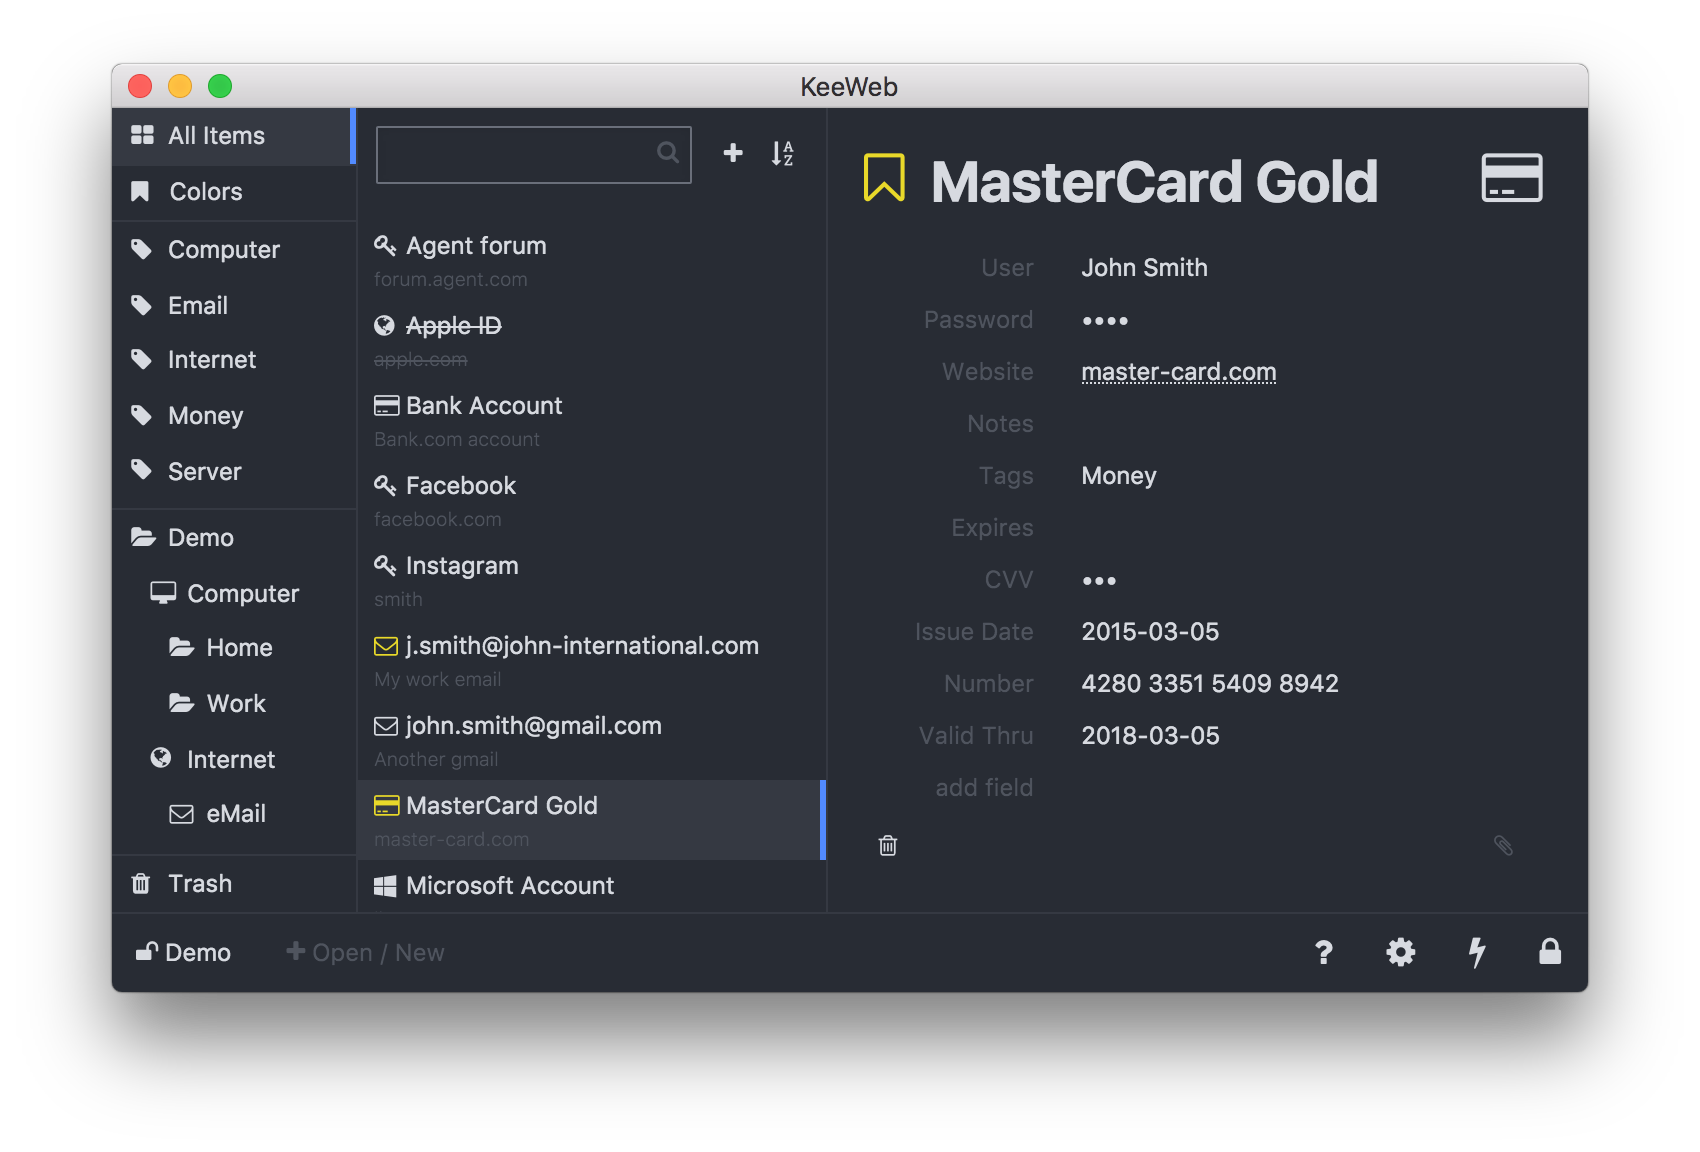 KeeWeb
All Items
Colors
Computer
Email
Internet
Money
Server
Demo
Computer
Home
Work
Internet
eMail
Trash
Agent forum
forum.agent.com
Apple ID
apple.com
Bank Account
Bank.com account
Facebook
facebook.com
Instagram
smith
j.smith@john-international.com
My work email
john.smith@gmail.com
Another gmail
MasterCard Gold
master-card.com
Microsoft Account
MasterCard Gold
User John Smith
Password ••••
Website master-card.com
Notes
Tags Money
Expires
CVV •••
Issue Date 2015-03-05
Number 4280 3351 5409 8942
Valid Thru 2018-03-05
add field
Demo
+ Open / New
?